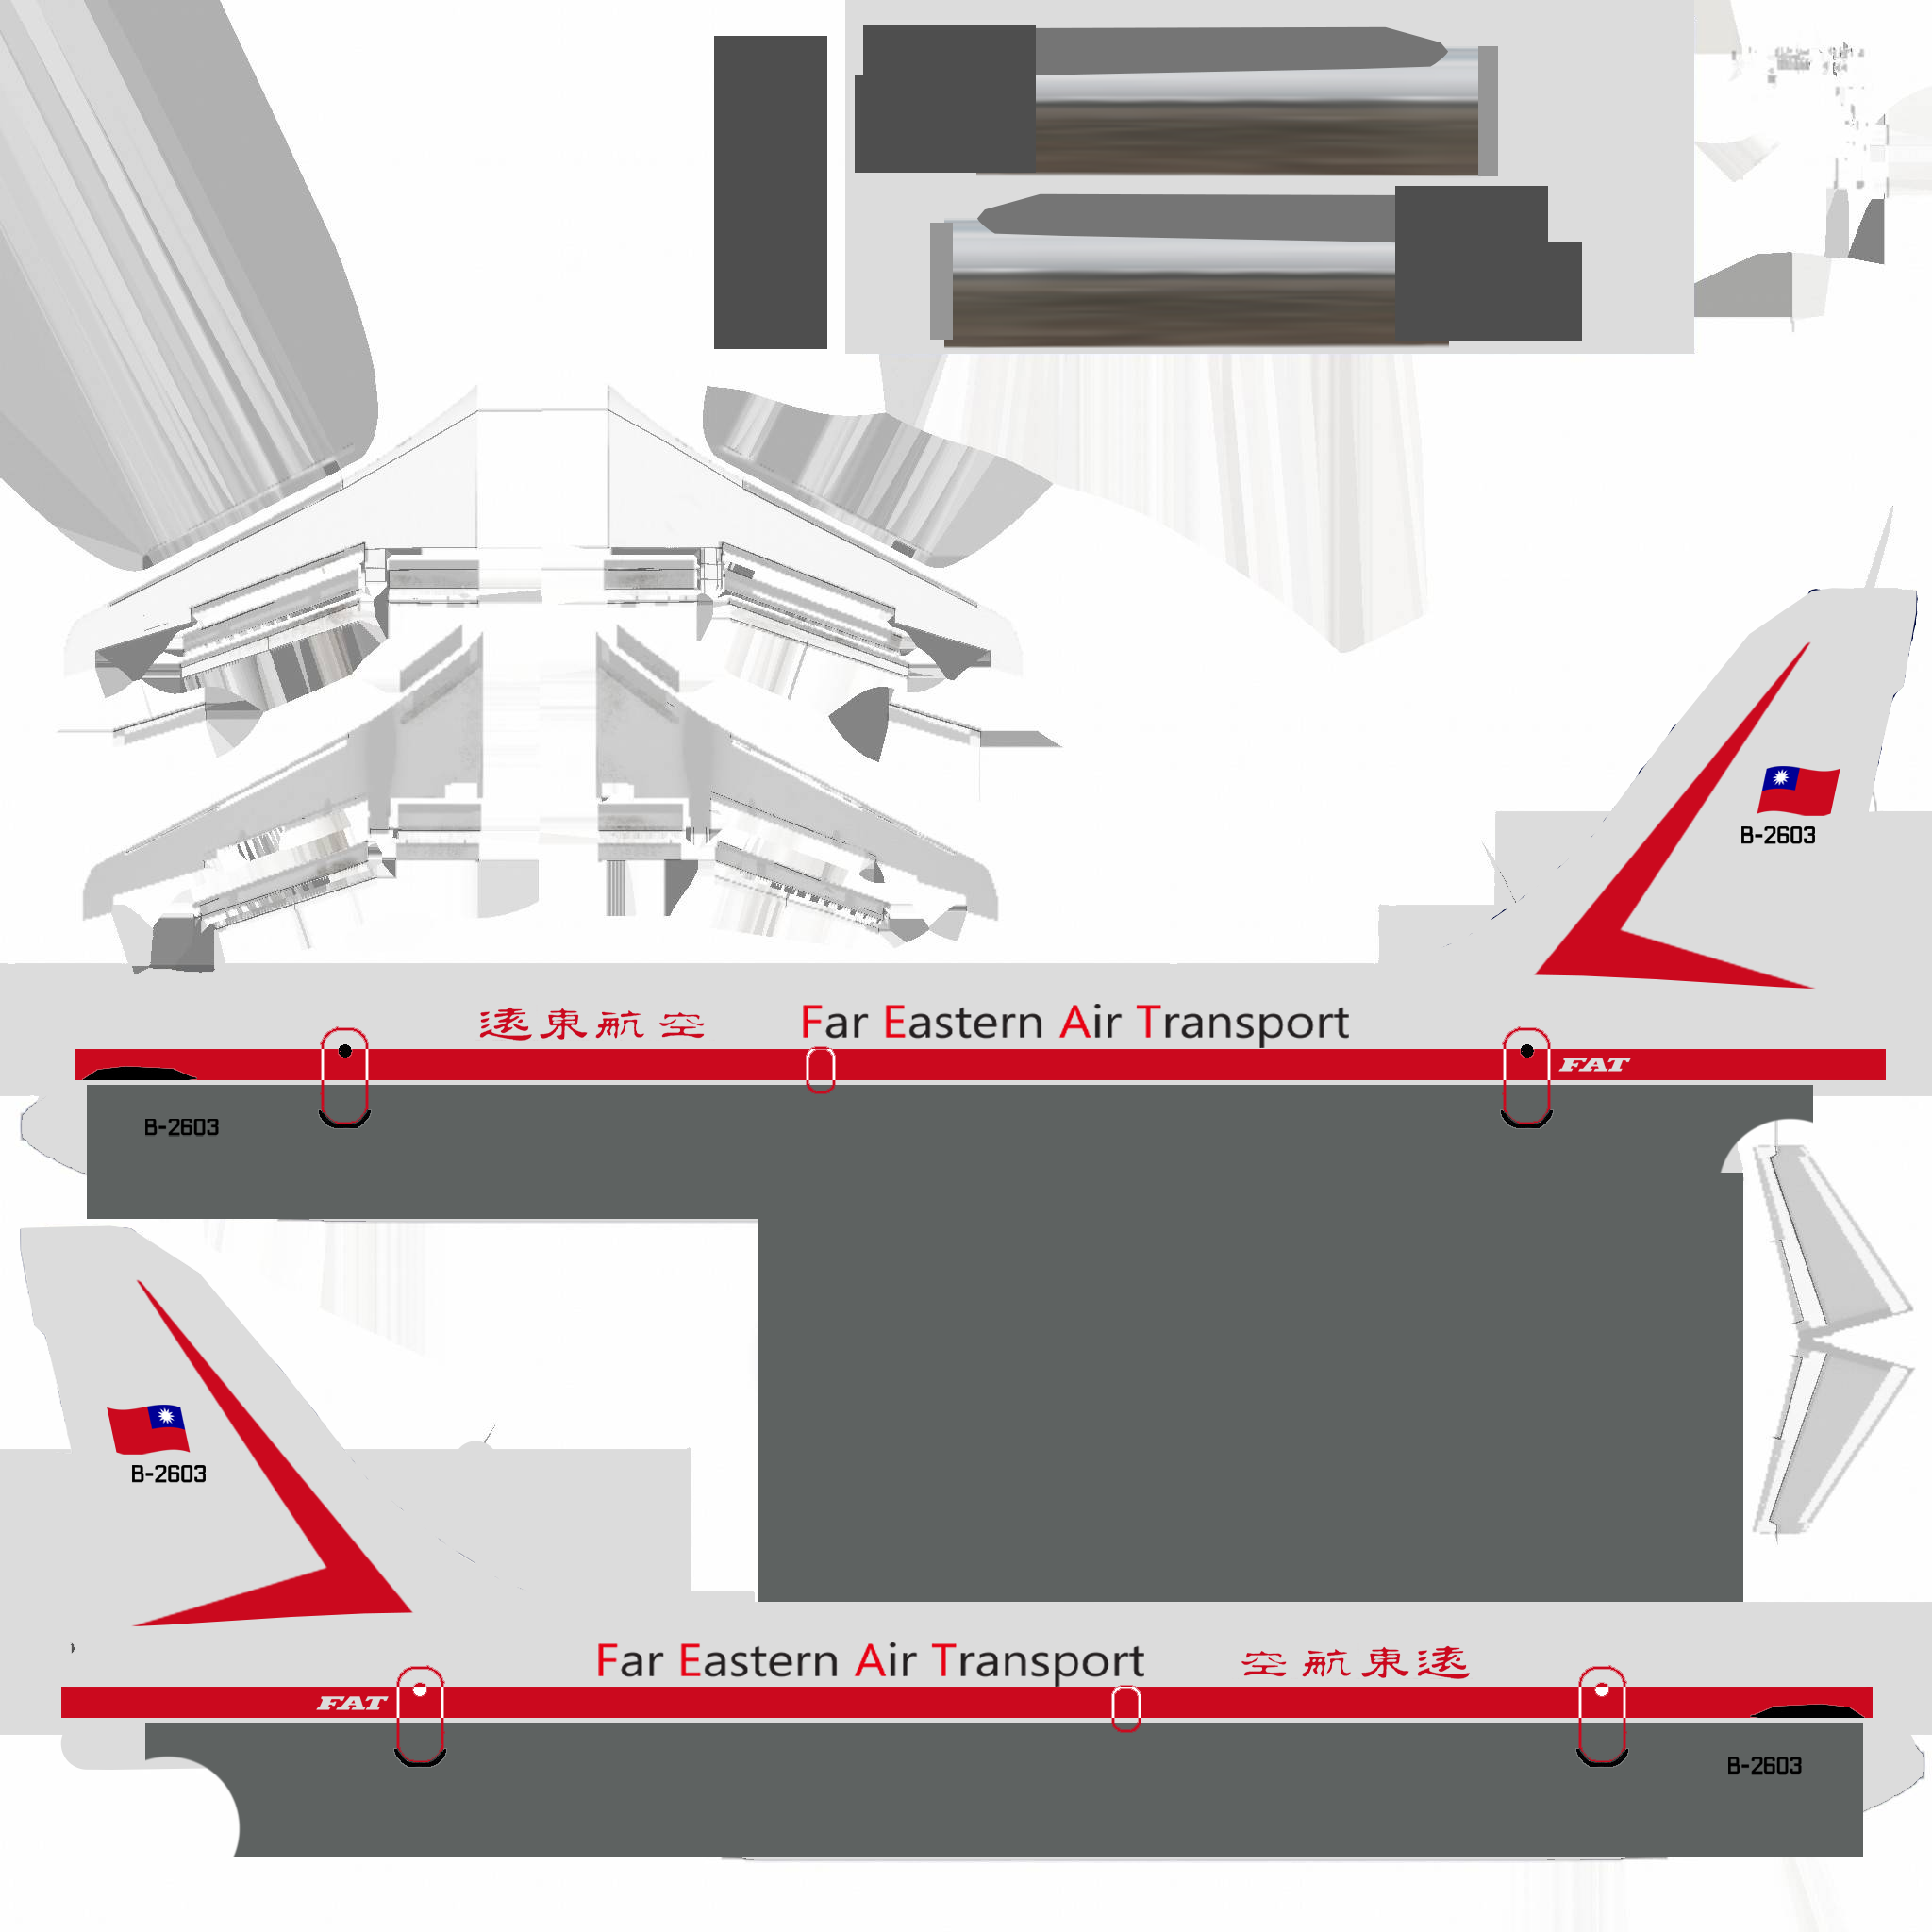 B-2603
遠東航空 Far Eastern Air Transport
FAT
B-2603
B-2603
Far Eastern Air Transport 空航東遠
FAT
B-2603